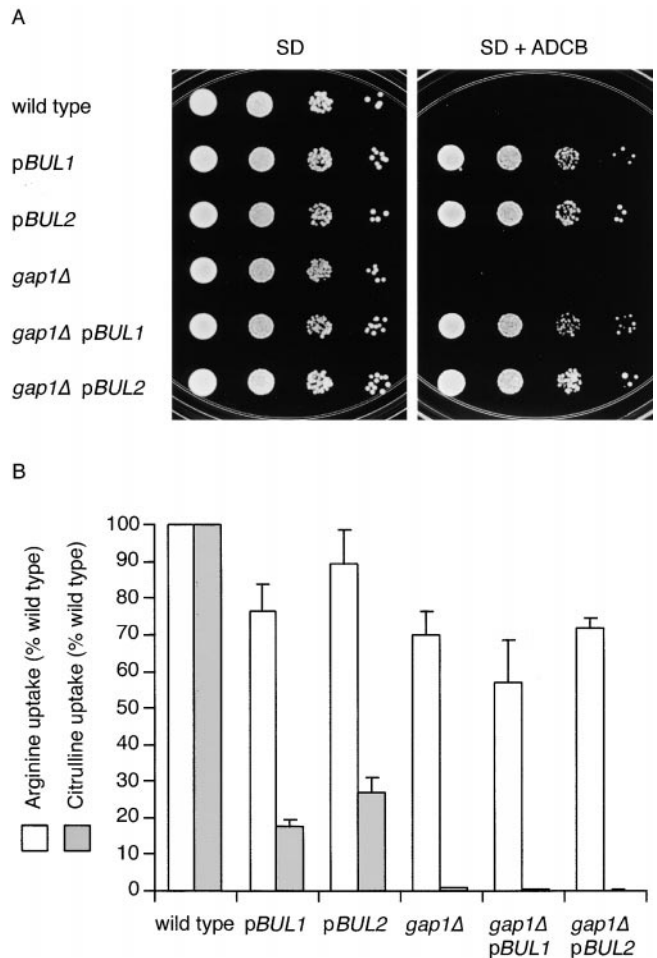 A
SD
SD + ADCB
wild type
pBUL1
pBUL2
gap1Δ
gap1Δ pBUL1
gap1Δ pBUL2
B
Arginine uptake (% wild type)
Citrulline uptake (% wild type)
100
90
80
70
60
50
40
30
20
10
0
wild type
pBUL1
pBUL2
gap1Δ
gap1Δ
pBUL1
gap1Δ
pBUL2